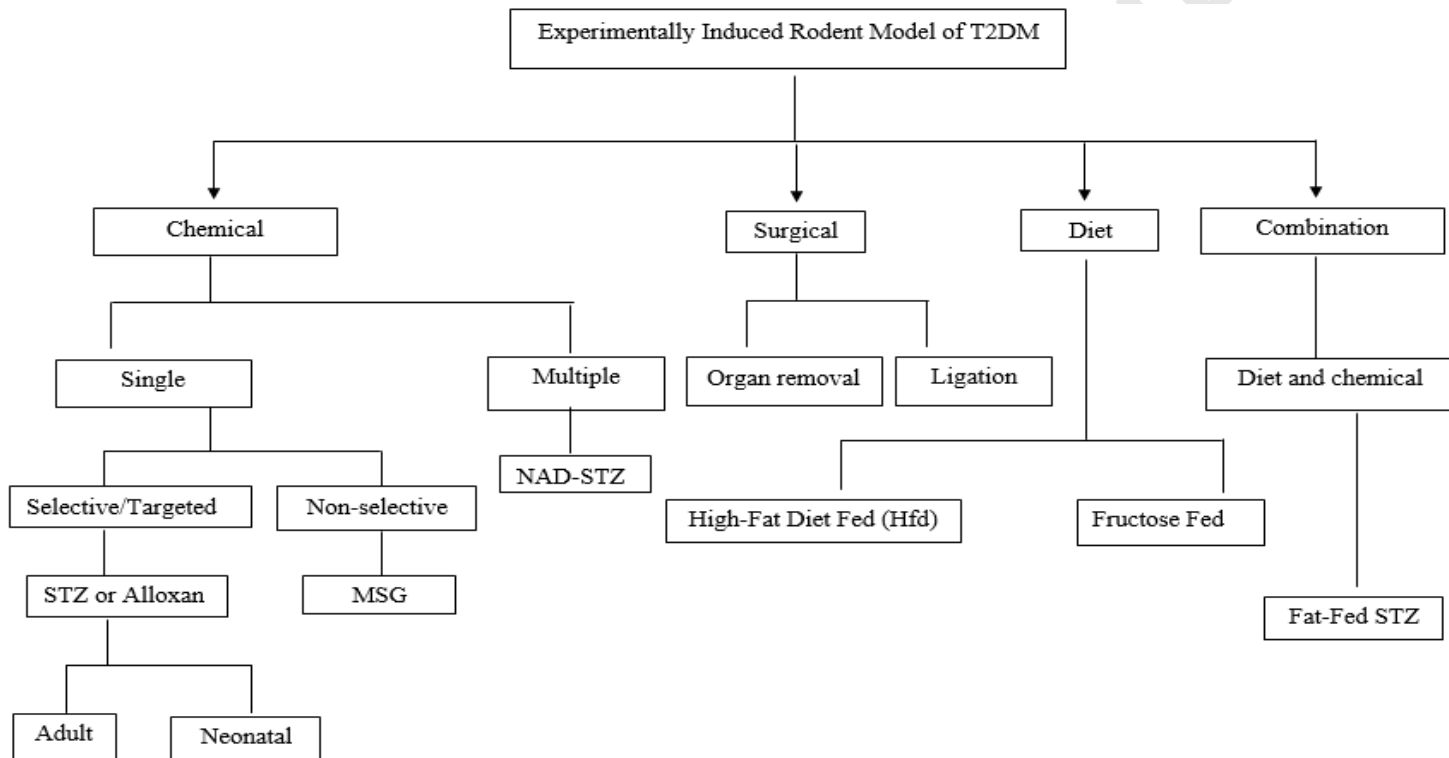 Experimentally Induced Rodent Model of T2DM
Chemical
Surgical
Diet
Combination
Single
Multiple
Organ removal
Ligation
Diet and chemical
NAD-STZ
Selective/Targeted
Non-selective
High-Fat Diet Fed (Hfd)
Fructose Fed
STZ or Alloxan
MSG
Fat-Fed STZ
Adult
Neonatal